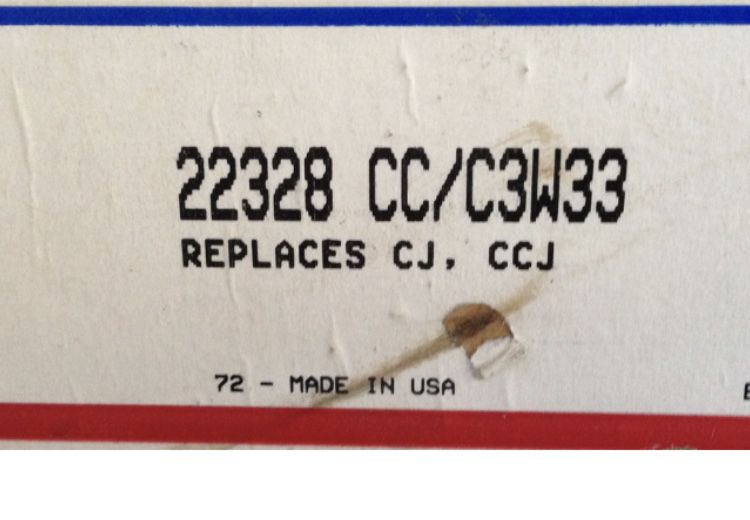 22328 CC/C3W33
REPLACES CJ, CCJ
72 - MADE IN USA